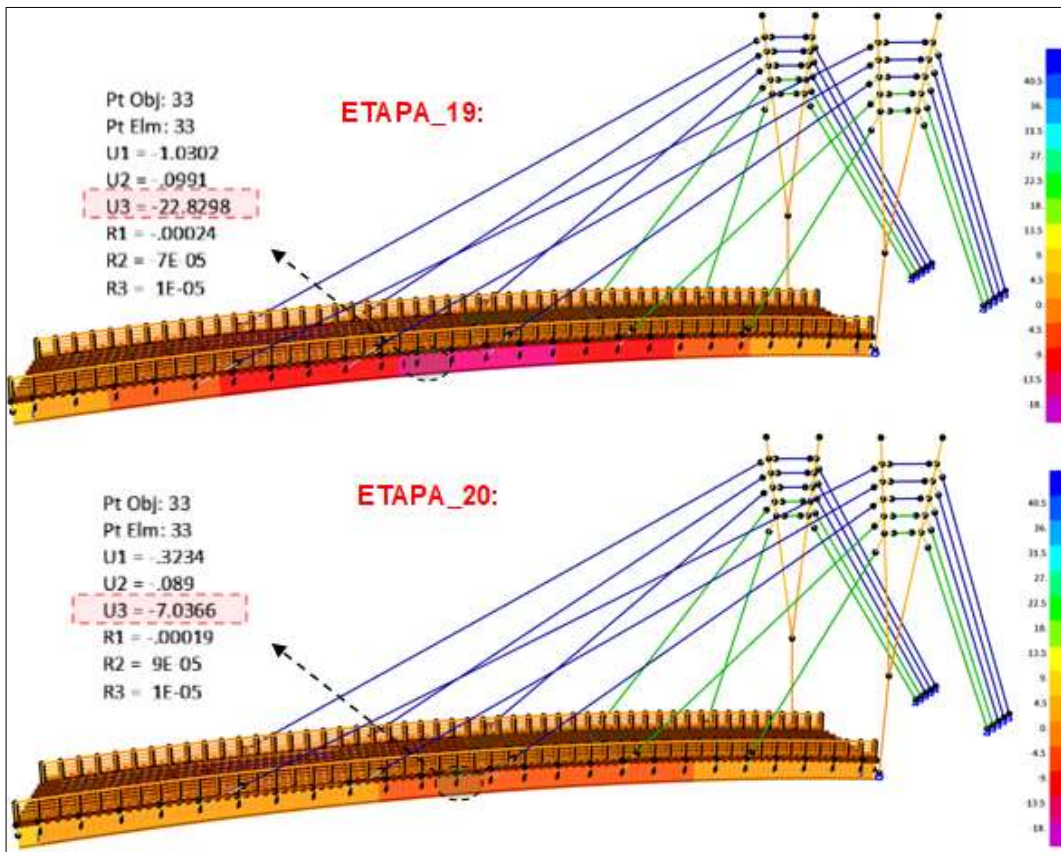 ETAPA_19:
Pt Obj: 33
Pt Elm: 33
U1 = -1.0302
U2 = -.0991
U3 = -22.8298
R1 = -.00024
R2 = -7E-05
R3 = 1E-05
40.5
36.
31.5
27.
22.5
18.
13.5
9.
4.5
0.
-4.5
-9.
-13.5
-18.
ETAPA_20:
Pt Obj: 33
Pt Elm: 33
U1 = -.3234
U2 = -.089
U3 = -7.0366
R1 = -.00019
R2 = 9E-05
R3 = 1E-05
40.5
36.
31.5
27.
22.5
18.
13.5
9.
4.5
0.
-4.5
-9.
-13.5
-18.